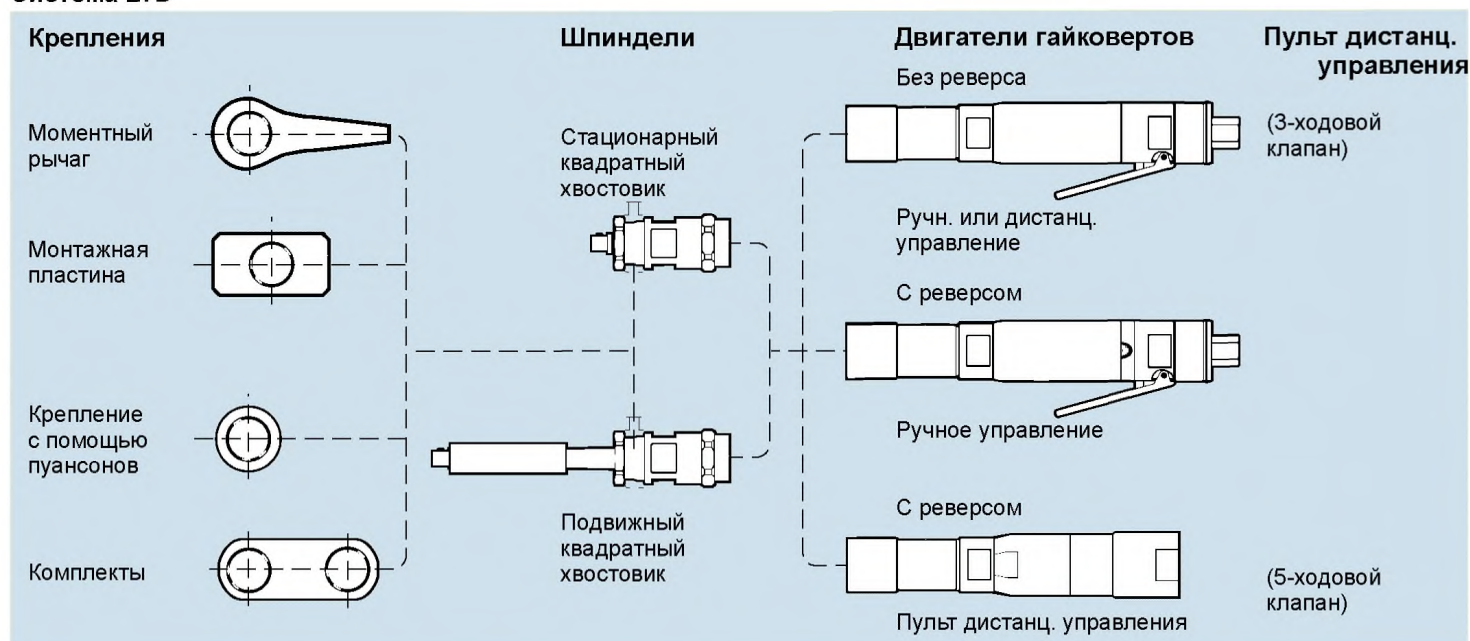 Крепления
Шпиндели
Двигатели гайковертов
Пульт дистанц.
управления
Моментный
рычаг
Монтажная
пластина
Крепление
с помощью
пуансонов
Комплекты
Стационарный
квадратный
хвостовик
Подвижный
квадратный
хвостовик
Без реверса
Ручн. или дистанц.
управление
С реверсом
Ручное управление
С реверсом
Пульт дистанц. управления
(3-ходовой
клапан)
(5-ходовой
клапан)